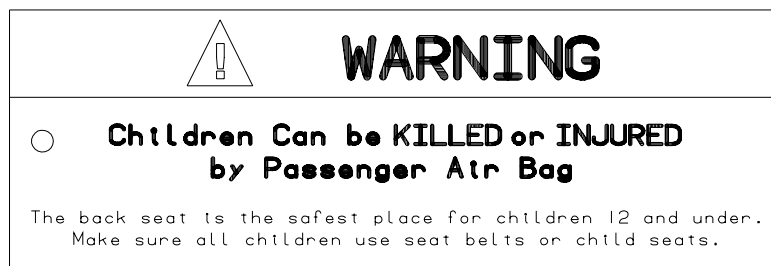 WARNING
Children Can be KILLED or INJURED
by Passenger Air Bag
The back seat is the safest place for children 12 and under.
Make sure all children use seat belts or child seats.